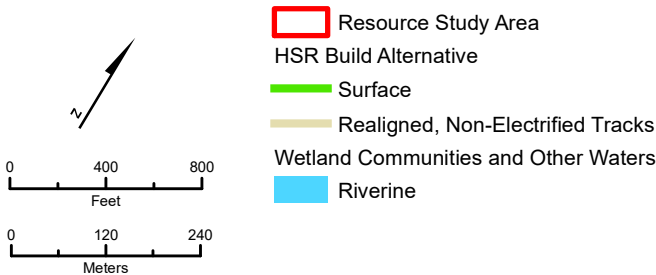 Resource Study Area
HSR Build Alternative
Surface
Realigned, Non-Electrified Tracks
Wetland Communities and Other Waters
Riverine
N
0 400 800
Feet
0 120 240
Meters